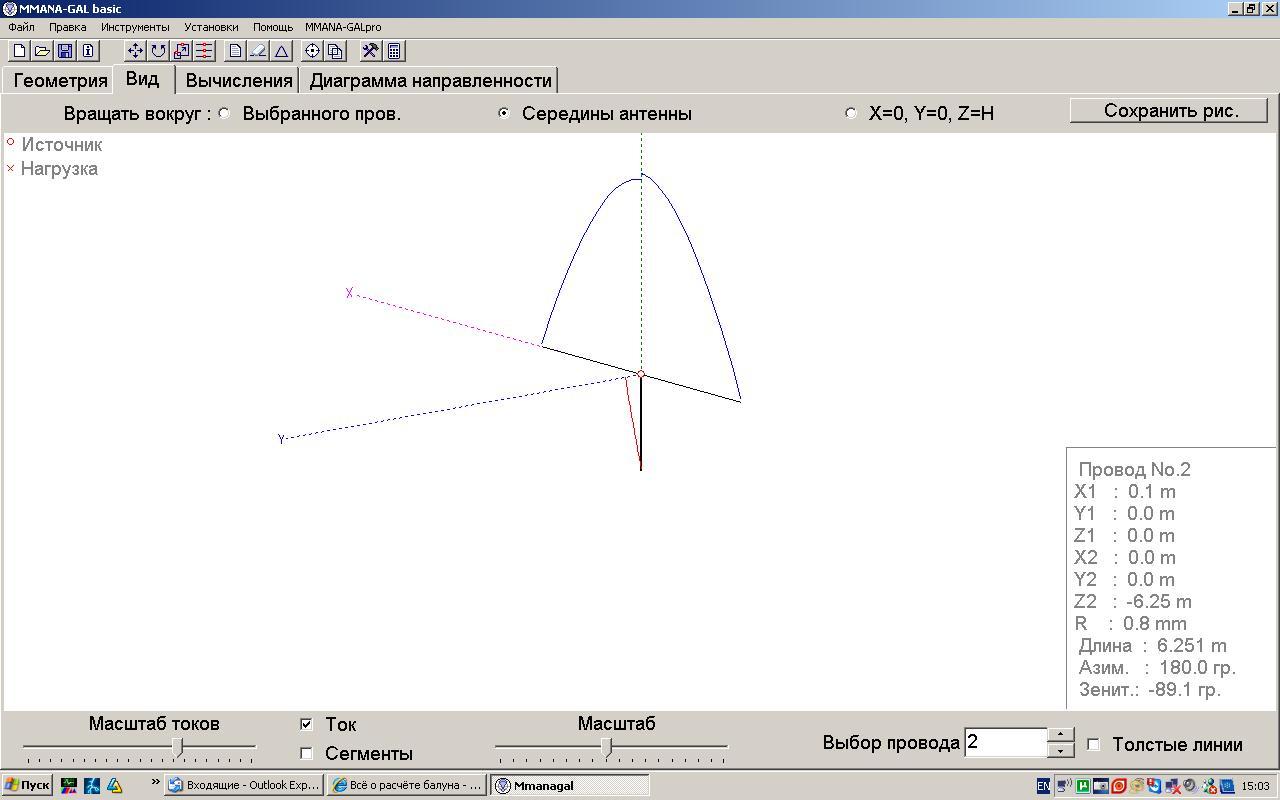 MMANA-GAL basic
Файл Правка Инструменты Установки Помощь MMANA-GALpro
Геометрия Вид Вычисления Диаграмма направленности
Вращать вокруг : Выбранного пров. Середины антенны X=0, Y=0, Z=H Сохранить рис.
Источник
Нагрузка
X
Y
Провод No.2
X1 : 0.1 m
Y1 : 0.0 m
Z1 : 0.0 m
X2 : 0.0 m
Y2 : 0.0 m
Z2 : -6.25 m
R : 0.8 mm
Длина : 6.251 m
Азим. : 180.0 гр.
Зенит.: -89.1 гр.
Масштаб токов Ток Масштаб
Сегменты Выбор провода 2 Толстые линии
Пуск » Входящие - Outlook Exp... Всё о расчёте балуна - ... Mmanagal EN 15:03